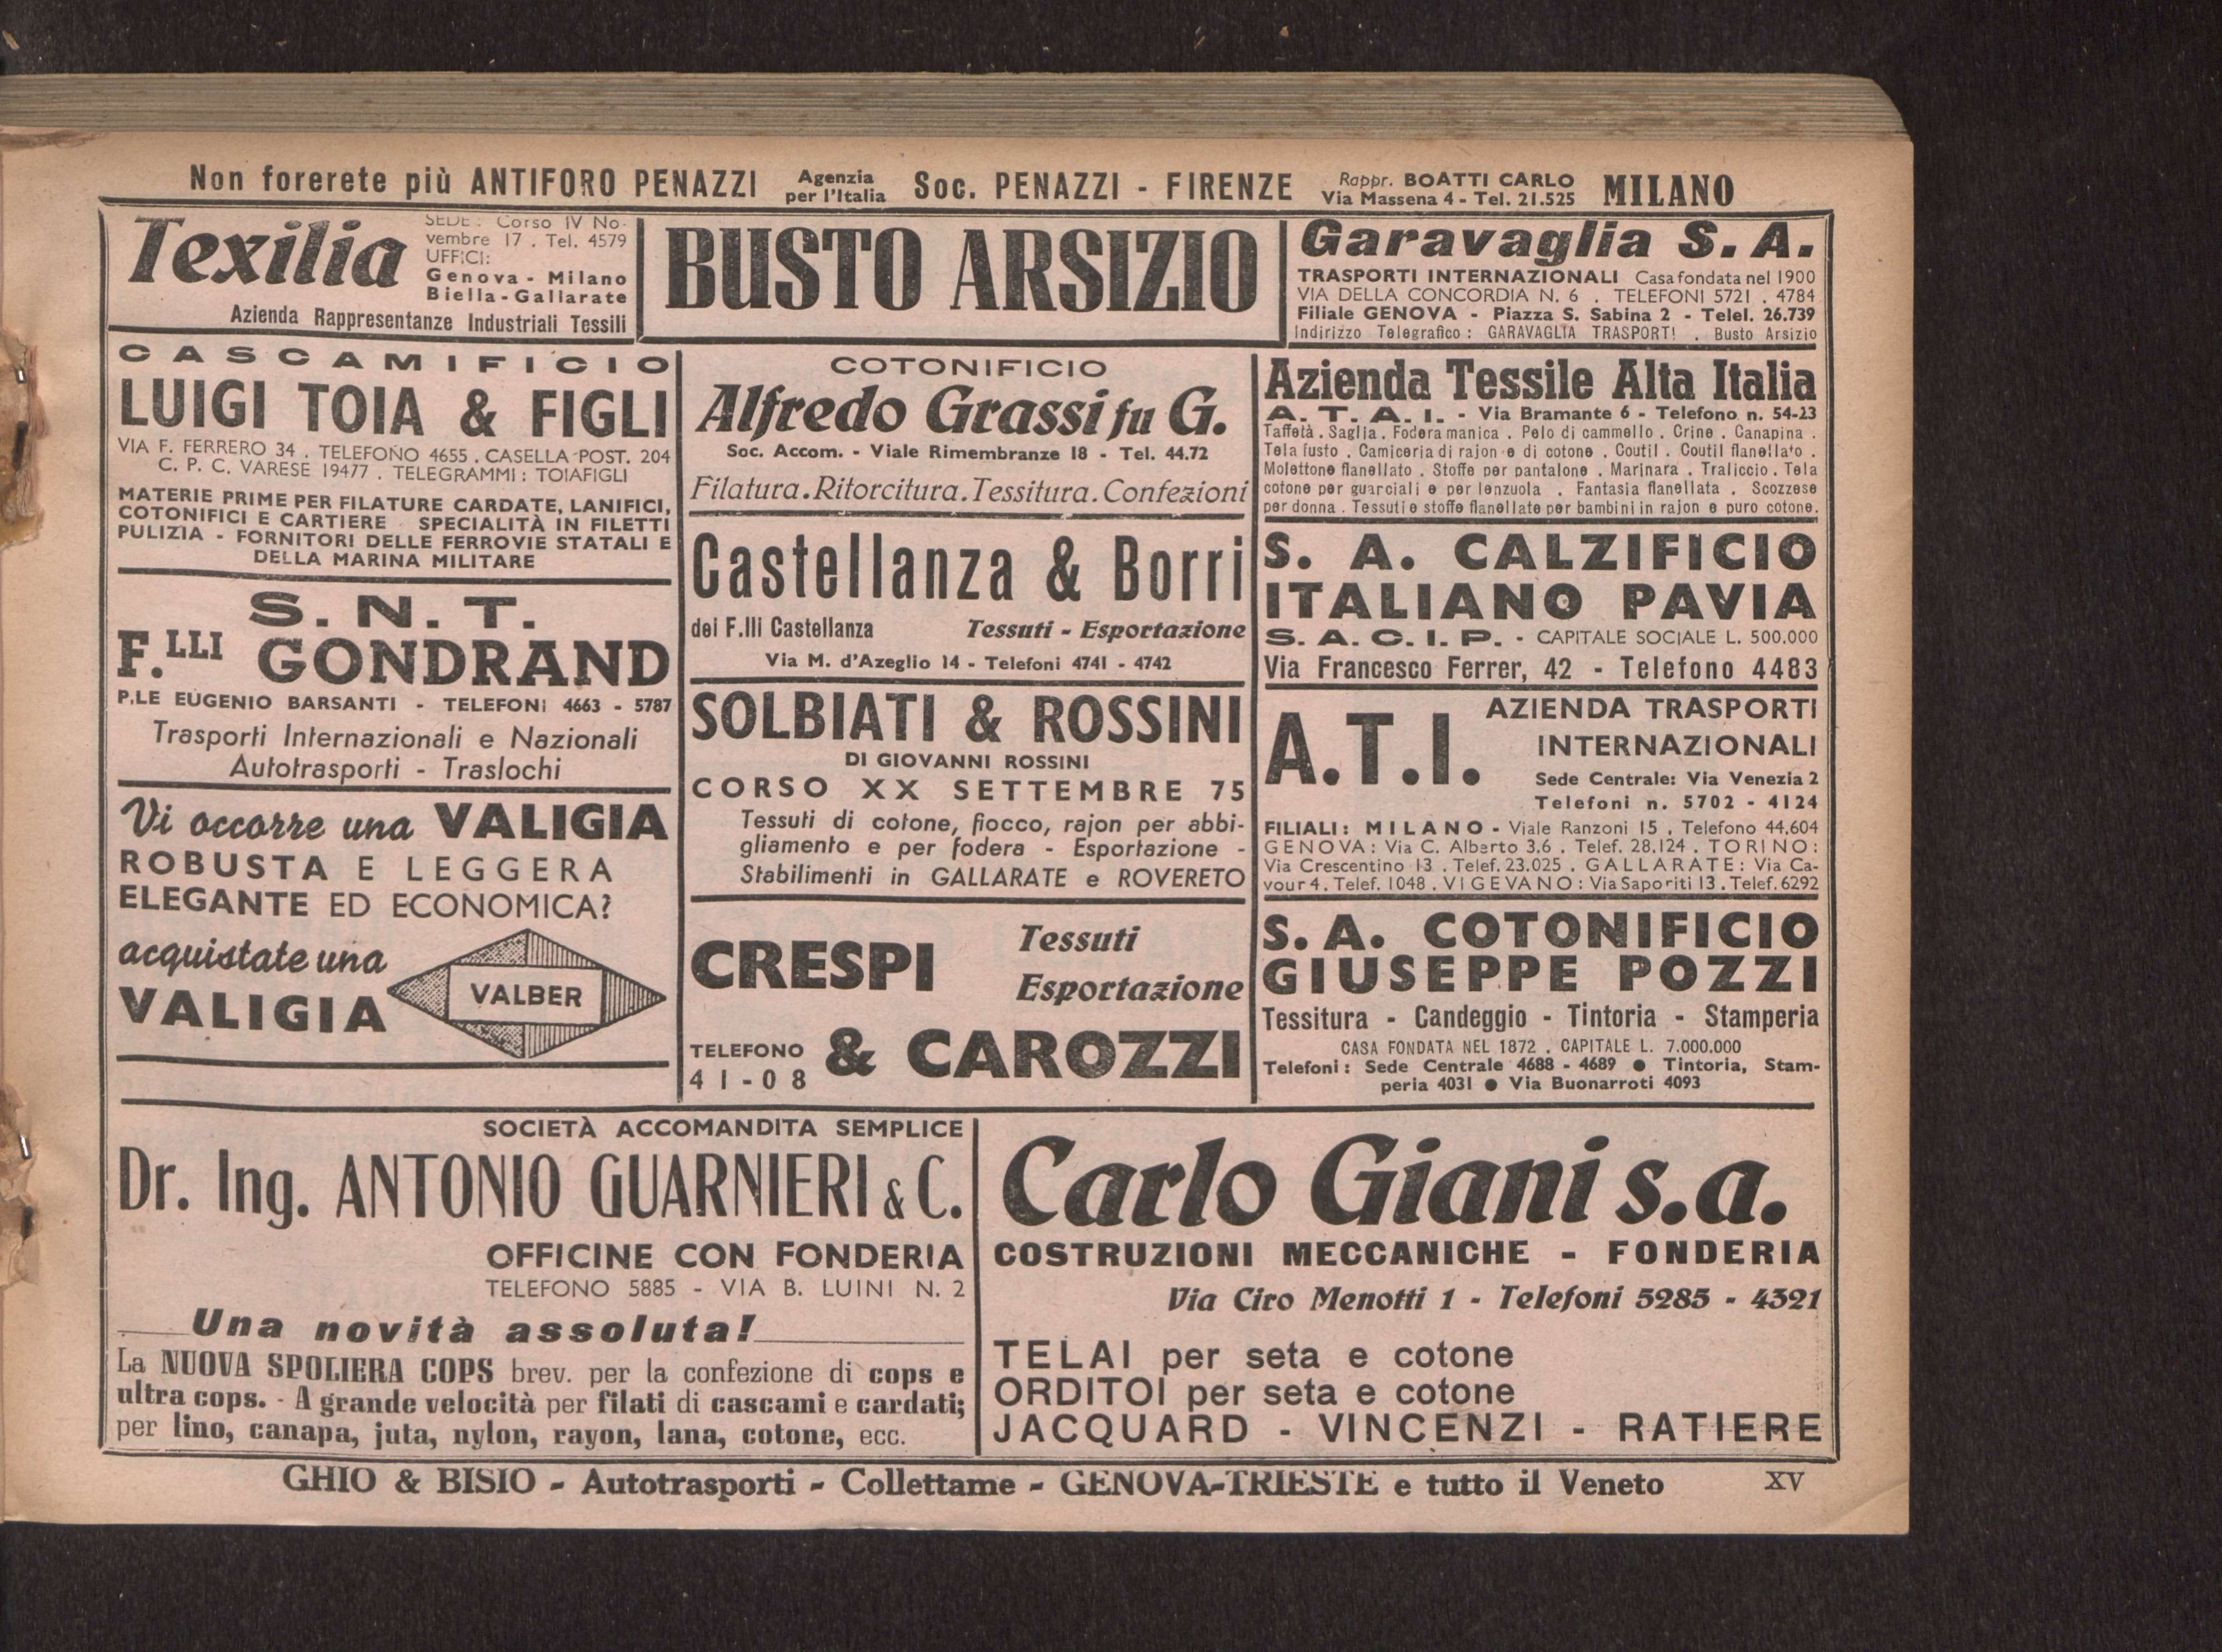 Non forerete più ANTIFORO PENAZZI Agenzia per l'Italia Soc. PENAZZI - FIRENZE Rappr. BOATTI CARLO Via Massena 4 - Tel. 21.525 MILANO
Texilia
SEDE: Corso IV No-
vembre 17 . Tel. 4579
UFFICI:
Genova - Milano
Biella - Gallarate
Azienda Rappresentanze Industriali Tessili
BUSTO ARSIZIO
Garavaglia S. A.
TRASPORTI INTERNAZIONALI Casa fondata nel 1900
VIA DELLA CONCORDIA N. 6 . TELEFONI 5721 . 4784
Filiale GENOVA - Piazza S. Sabina 2 - Telef. 26.739
Indirizzo Telegrafico: GARAVAGLIA TRASPORT! . Busto Arsizio
CASCAMIFICIO
LUIGI TOIA & FIGLI
VIA F. FERRERO 34 . TELEFONO 4655 . CASELLA POST. 204
C. P. C. VARESE 19477 . TELEGRAMMI: TOIAFIGLI
MATERIE PRIME PER FILATURE CARDATE, LANIFICI,
COTONIFICI E CARTIERE SPECIALITÀ IN FILETTI
PULIZIA - FORNITORI DELLE FERROVIE STATALI E
DELLA MARINA MILITARE
S. N. T.
F.LLI GONDRAND
P.LE EUGENIO BARSANTI - TELEFONI 4663 - 5787
Trasporti Internazionali e Nazionali
Autotrasporti - Traslochi
Vi occorre una VALIGIA
ROBUSTA E LEGGERA
ELEGANTE ED ECONOMICA?
acquistate una
VALIGIA
VALBER
COTONIFICIO
Alfredo Grassi fu G.
Soc. Accom. - Viale Rimembranze 18 - Tel. 44.72
Filatura . Ritorcitura . Tessitura . Confezioni
Castellanza & Borri
dei F.lli Castellanza Tessuti - Esportazione
Via M. d'Azeglio 14 - Telefoni 4741 - 4742
SOLBIATI & ROSSINI
DI GIOVANNI ROSSINI
CORSO XX SETTEMBRE 75
Tessuti di cotone, fiocco, rajon per abbi-
gliamento e per fodera - Esportazione -
Stabilimenti in GALLARATE e ROVERETO
CRESPI
Tessuti
Esportazione
& CAROZZI
TELEFONO
41-08
Azienda Tessile Alta Italia
A. T. A. I. - Via Bramante 6 - Telefono n. 54-23
Taffetà . Saglia . Fodera manica . Pelo di cammello . Crine . Canapina .
Tela fusto . Camiceria di rajon e di cotone . Coutil . Coutil flanellato .
Molettone flanellato . Stoffe per pantalone . Marinara . Traliccio . Tela
cotone per guarciali e per lenzuola . Fantasia flanellata . Scozzese
per donna . Tessuti e stoffe flanellate per bambini in rajon e puro cotone.
S. A. CALZIFICIO
ITALIANO PAVIA
S. A. C. I. P. - CAPITALE SOCIALE L. 500.000
Via Francesco Ferrer, 42 - Telefono 4483
A.T.I.
AZIENDA TRASPORTI
INTERNAZIONALI
Sede Centrale: Via Venezia 2
Telefoni n. 5702 - 4124
FILIALI: MILANO - Viale Ranzoni 15 . Telefono 44.604
GENOVA: Via C. Alberto 3.6 . Telef. 28.124 . TORINO:
Via Crescentino 13 . Telef. 23.025 . GALLARATE: Via Ca-
vour 4 . Telef. 1048 . VIGEVANO: Via Saporiti 13 . Telef. 6292
S. A. COTONIFICIO
GIUSEPPE POZZI
Tessitura - Candeggio - Tintoria - Stamperia
CASA FONDATA NEL 1872 . CAPITALE L. 7.000.000
Telefoni: Sede Centrale 4688 - 4689 ● Tintoria, Stam-
peria 4031 ● Via Buonarroti 4093
SOCIETÀ ACCOMANDITA SEMPLICE
Dr. Ing. ANTONIO GUARNIERI & C.
OFFICINE CON FONDERIA
TELEFONO 5885 - VIA B. LUINI N. 2
Una novità assoluta!
La NUOVA SPOLIERA COPS brev. per la confezione di cops e
ultra cops. - A grande velocità per filati di cascami e cardati;
per lino, canapa, juta, nylon, rayon, lana, cotone, ecc.
Carlo Giani s.a.
COSTRUZIONI MECCANICHE - FONDERIA
Via Ciro Menotti 1 - Telefoni 5285 - 4321
TELAI per seta e cotone
ORDITOI per seta e cotone
JACQUARD - VINCENZI - RATIERE
GHIO & BISIO - Autotrasporti - Collettame - GENOVA-TRIESTE e tutto il Veneto XV